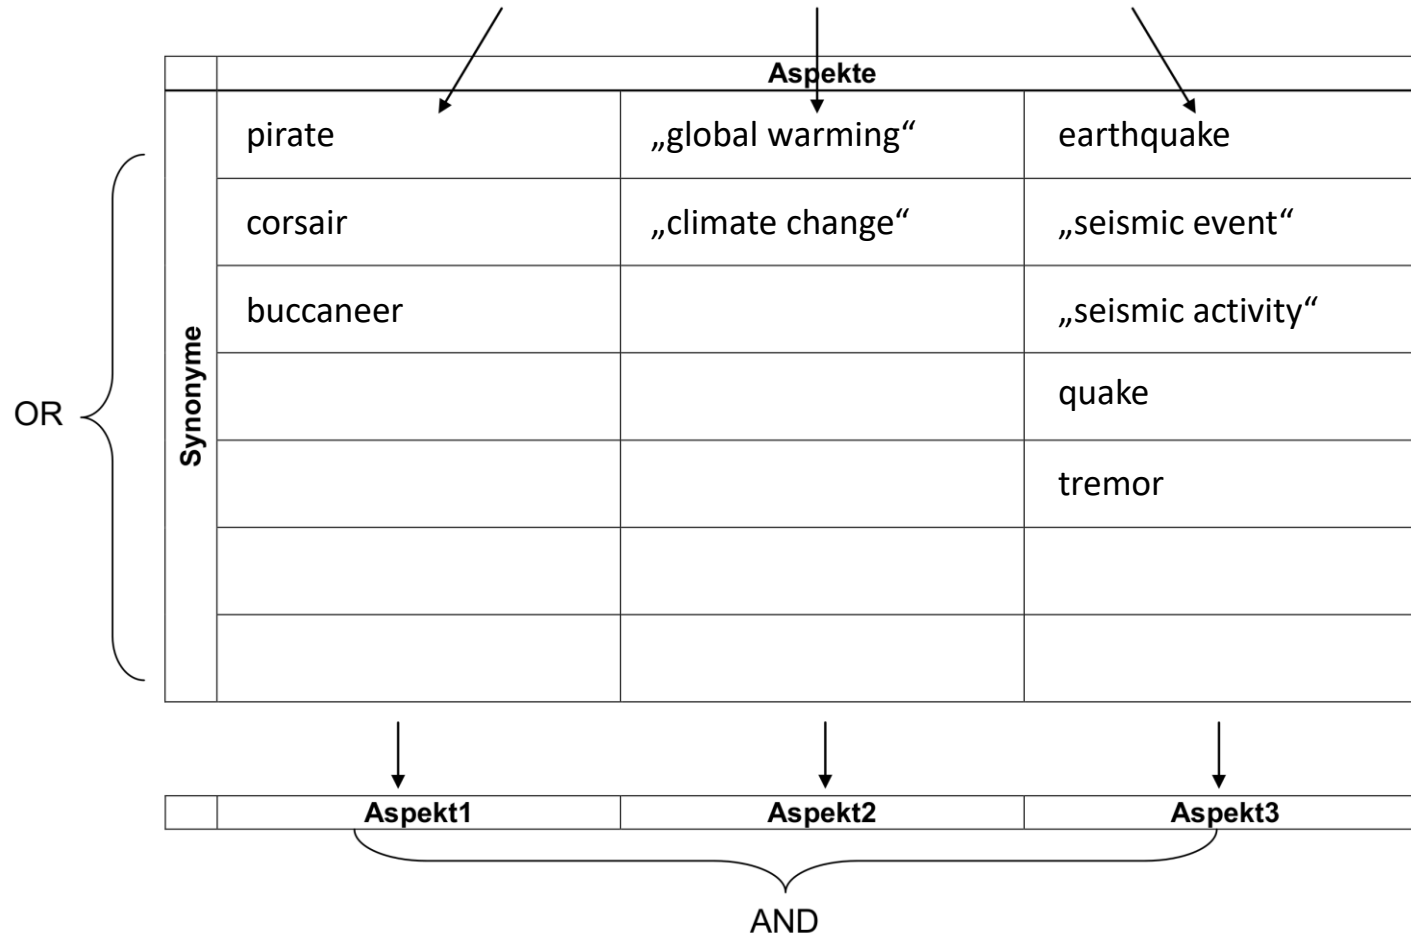 Aspekte
pirate „global warming“ earthquake
corsair „climate change“ „seismic event“
buccaneer „seismic activity“
quake
tremor
Synonyme
OR
Aspekt1 Aspekt2 Aspekt3
AND